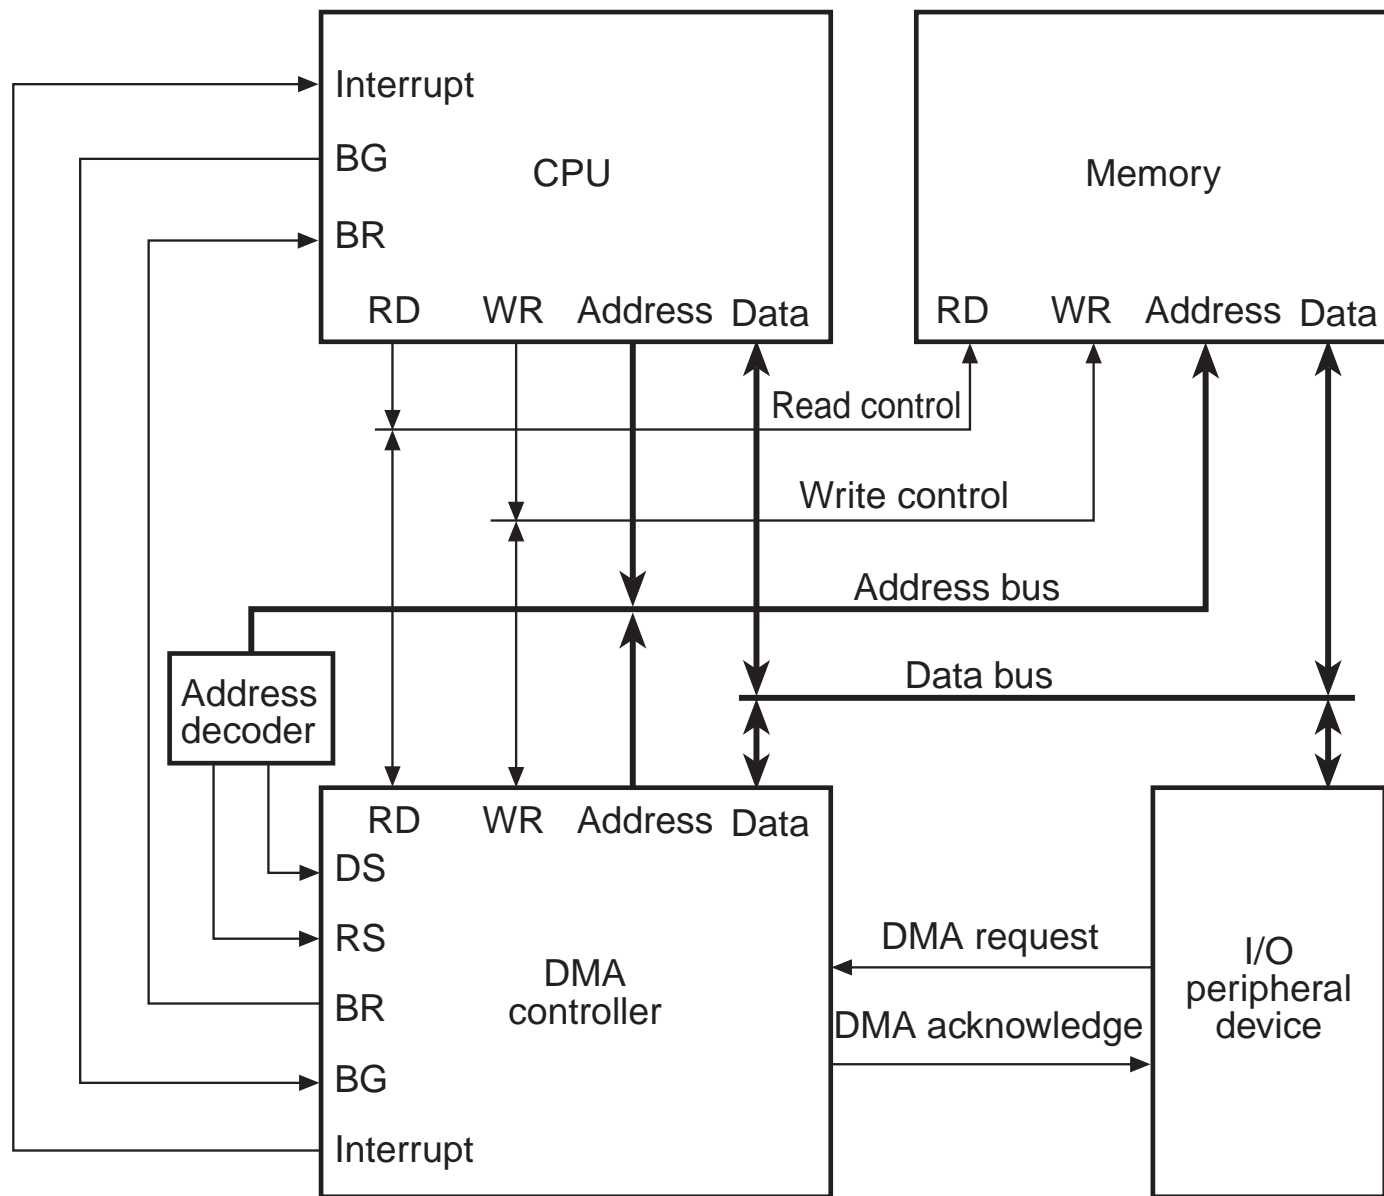 Interrupt
BG
CPU
BR
RD WR Address Data
Memory
RD WR Address Data
Read control
Write control
Address bus
Data bus
Address
decoder
RD WR Address Data
DS
RS
DMA
controller
BR
BG
Interrupt
DMA request
DMA acknowledge
I/O
peripheral
device